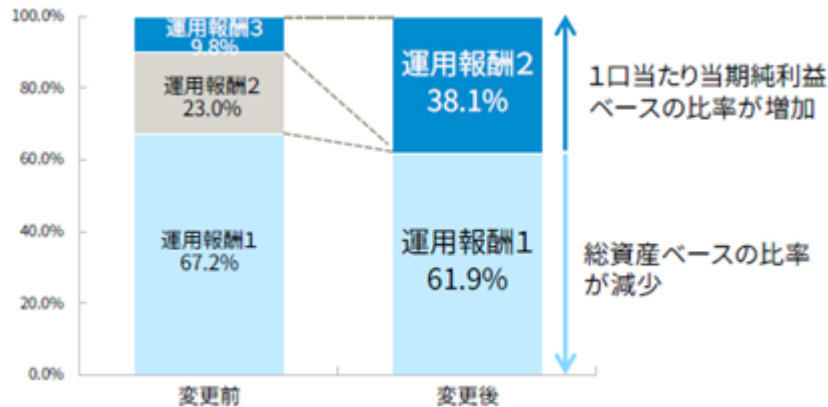 100.0%
80.0%
60.0%
40.0%
20.0%
0.0%
運用報酬3
9.8%
運用報酬2
23.0%
運用報酬1
67.2%
変更前
運用報酬2
38.1%
運用報酬1
61.9%
変更後
1口当たり当期純利益
ベースの比率が増加
総資産ベースの比率
が減少